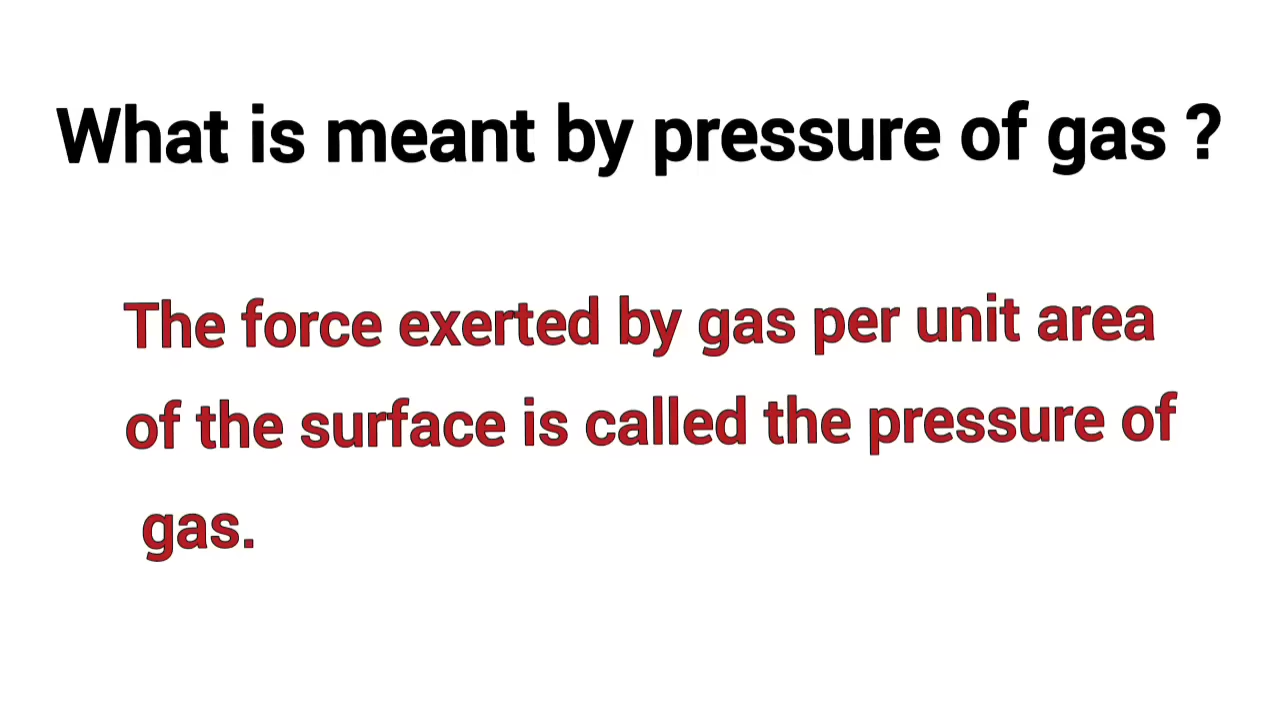 What is meant by pressure of gas ?
The force exerted by gas per unit area
of the surface is called the pressure of
gas.